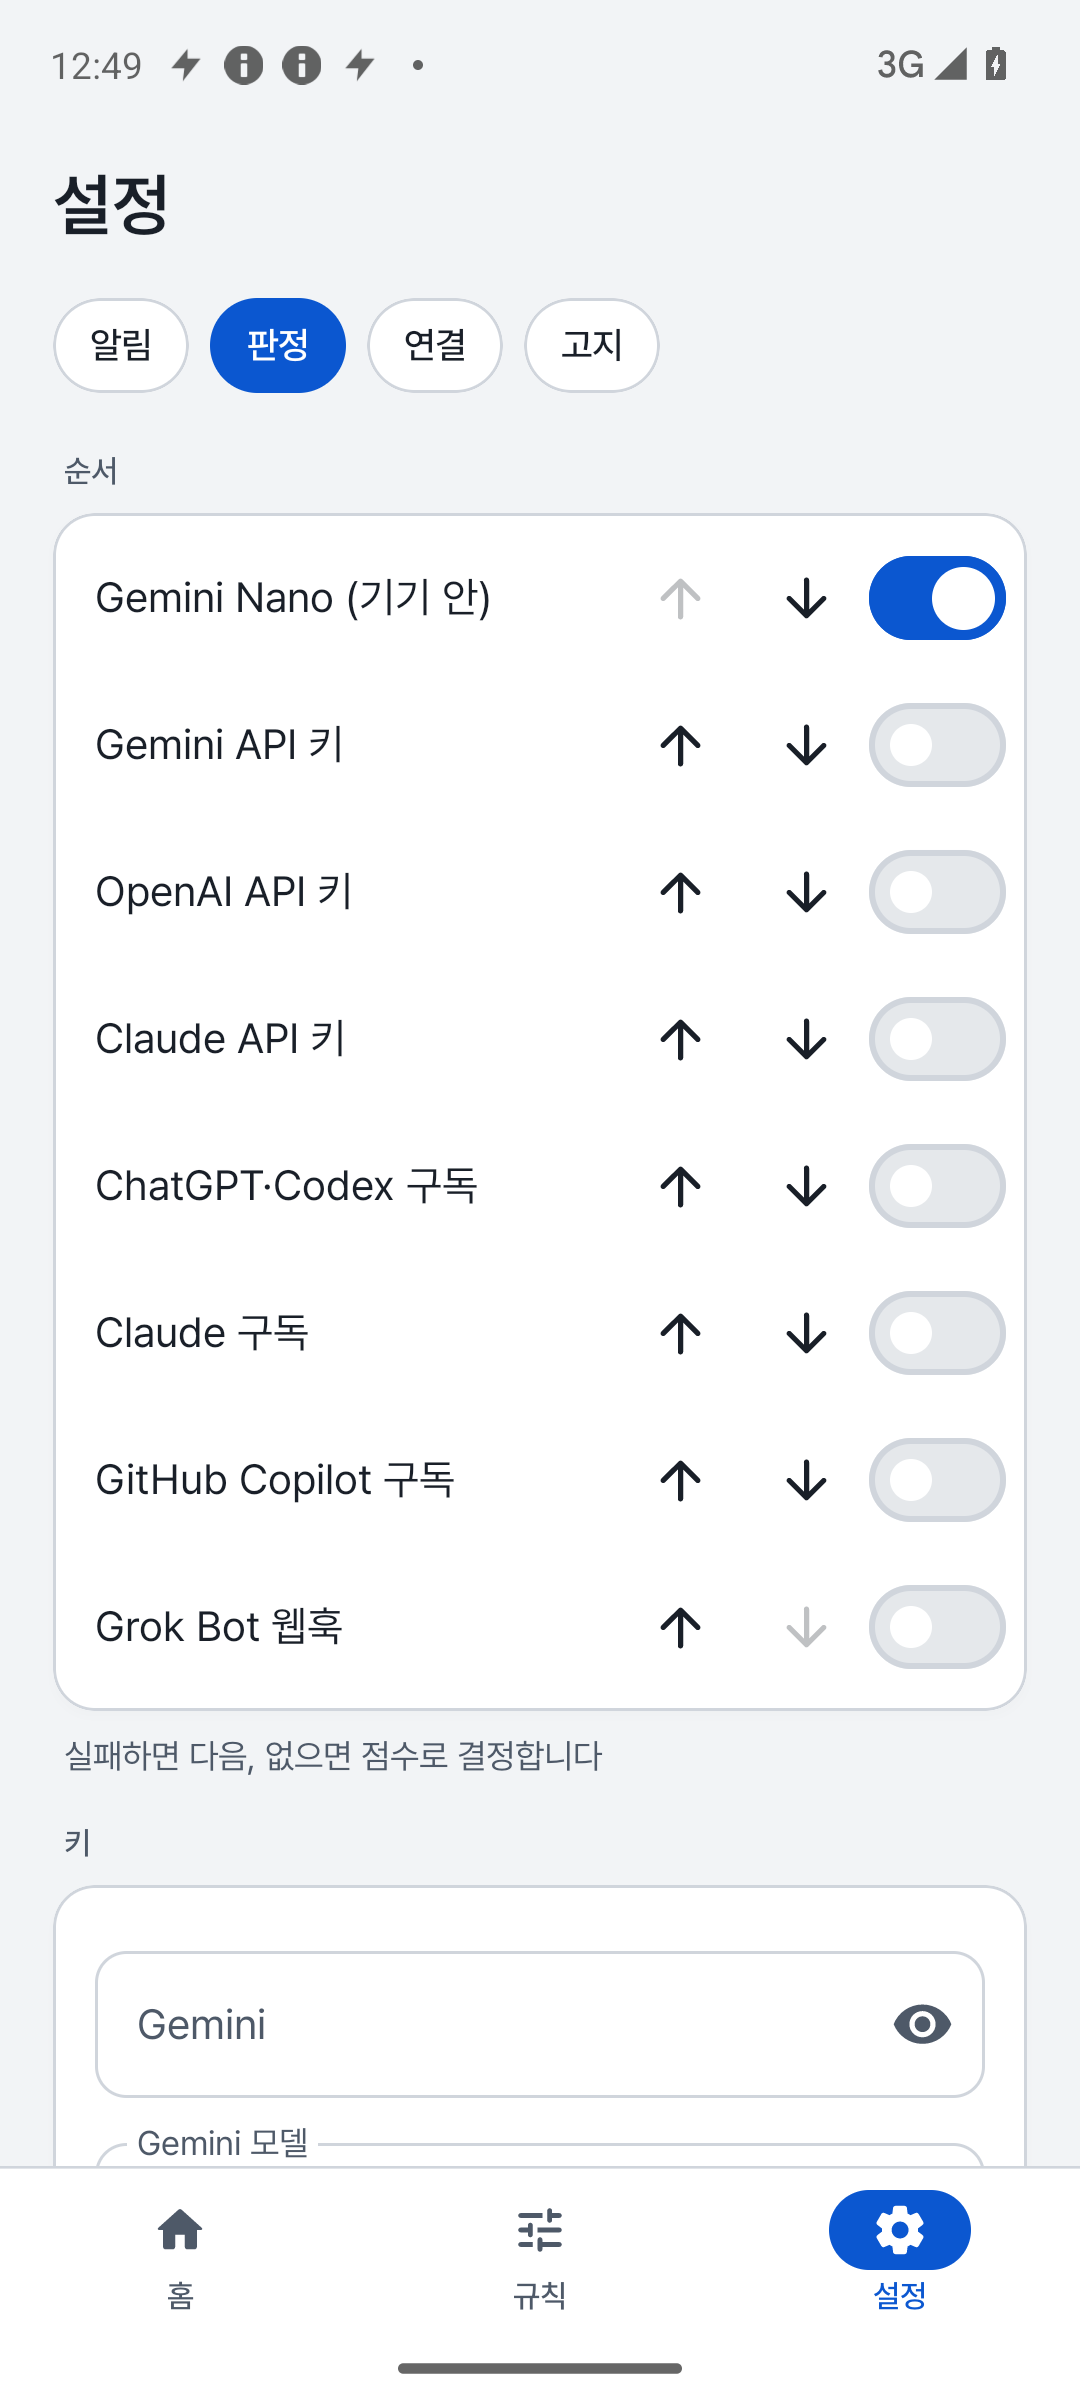 12:49
3G
설정
알림
판정
연결
고지
순서
Gemini Nano (기기 안)
Gemini API 키
OpenAI API 키
Claude API 키
ChatGPT·Codex 구독
Claude 구독
GitHub Copilot 구독
Grok Bot 웹훅
실패하면 다음, 없으면 점수로 결정합니다
키
Gemini
Gemini 모델
홈
규칙
설정